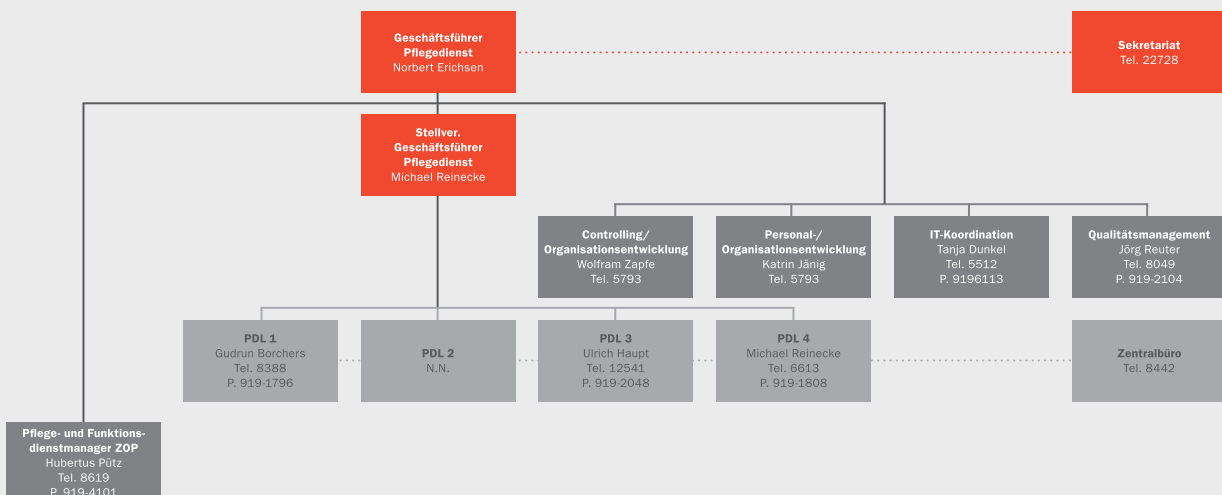 Geschäftsführer
Pflegedienst
Norbert Erichsen
Sekretariat
Tel. 22728
Stellver.
Geschäftsführer
Pflegedienst
Michael Reinecke
Controlling/
Organisationsentwicklung
Wolfram Zapfe
Tel. 5793
Personal-/
Organisationsentwicklung
Katrin Jänig
Tel. 5793
IT-Koordination
Tanja Dunkel
Tel. 5512
P. 9196113
Qualitätsmanagement
Jörg Reuter
Tel. 8049
P. 919-2104
PDL 1
Gudrun Borchers
Tel. 8388
P. 919-1796
PDL 2
N.N.
PDL 3
Ulrich Haupt
Tel. 12541
P. 919-2048
PDL 4
Michael Reinecke
Tel. 6613
P. 919-1808
Zentralbüro
Tel. 8442
Pflege- und Funktions-
dienstmanager ZOP
Hubertus Pütz
Tel. 8619
P. 919-4101